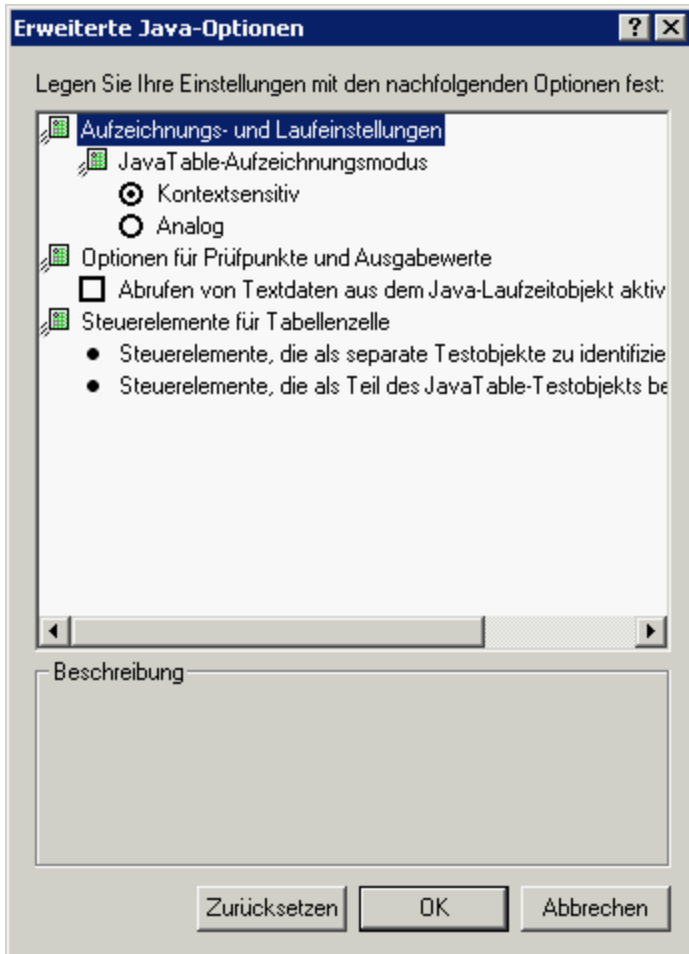 Erweiterte Java-Optionen
Legen Sie Ihre Einstellungen mit den nachfolgenden Optionen fest:
Aufzeichnungs- und Laufeinstellungen
JavaTable-Aufzeichnungsmodus
Kontextsensitiv
Analog
Optionen für Prüfpunkte und Ausgabewerte
Abrufen von Textdaten aus dem Java-Laufzeitobjekt aktiv
Steuerelemente für Tabellenzelle
Steuerelemente, die als separate Testobjekte zu identifizie
Steuerelemente, die als Teil des JavaTable-Testobjekts be
Beschreibung
Zurücksetzen OK Abbrechen